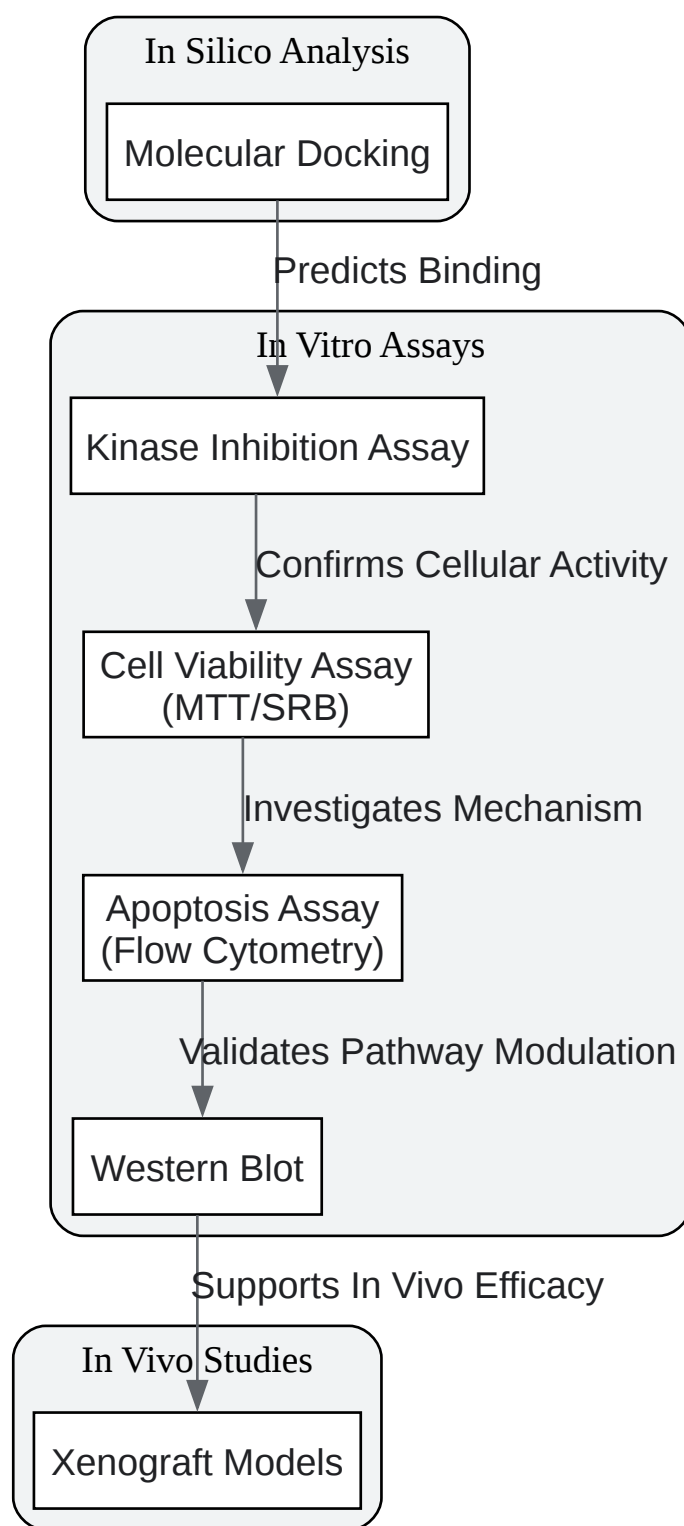 In Silico Analysis
Molecular Docking
Predicts Binding
In Vitro Assays
Kinase Inhibition Assay
Confirms Cellular Activity
Cell Viability Assay
(MTT/SRB)
Investigates Mechanism
Apoptosis Assay
(Flow Cytometry)
Validates Pathway Modulation
Western Blot
Supports In Vivo Efficacy
In Vivo Studies
Xenograft Models